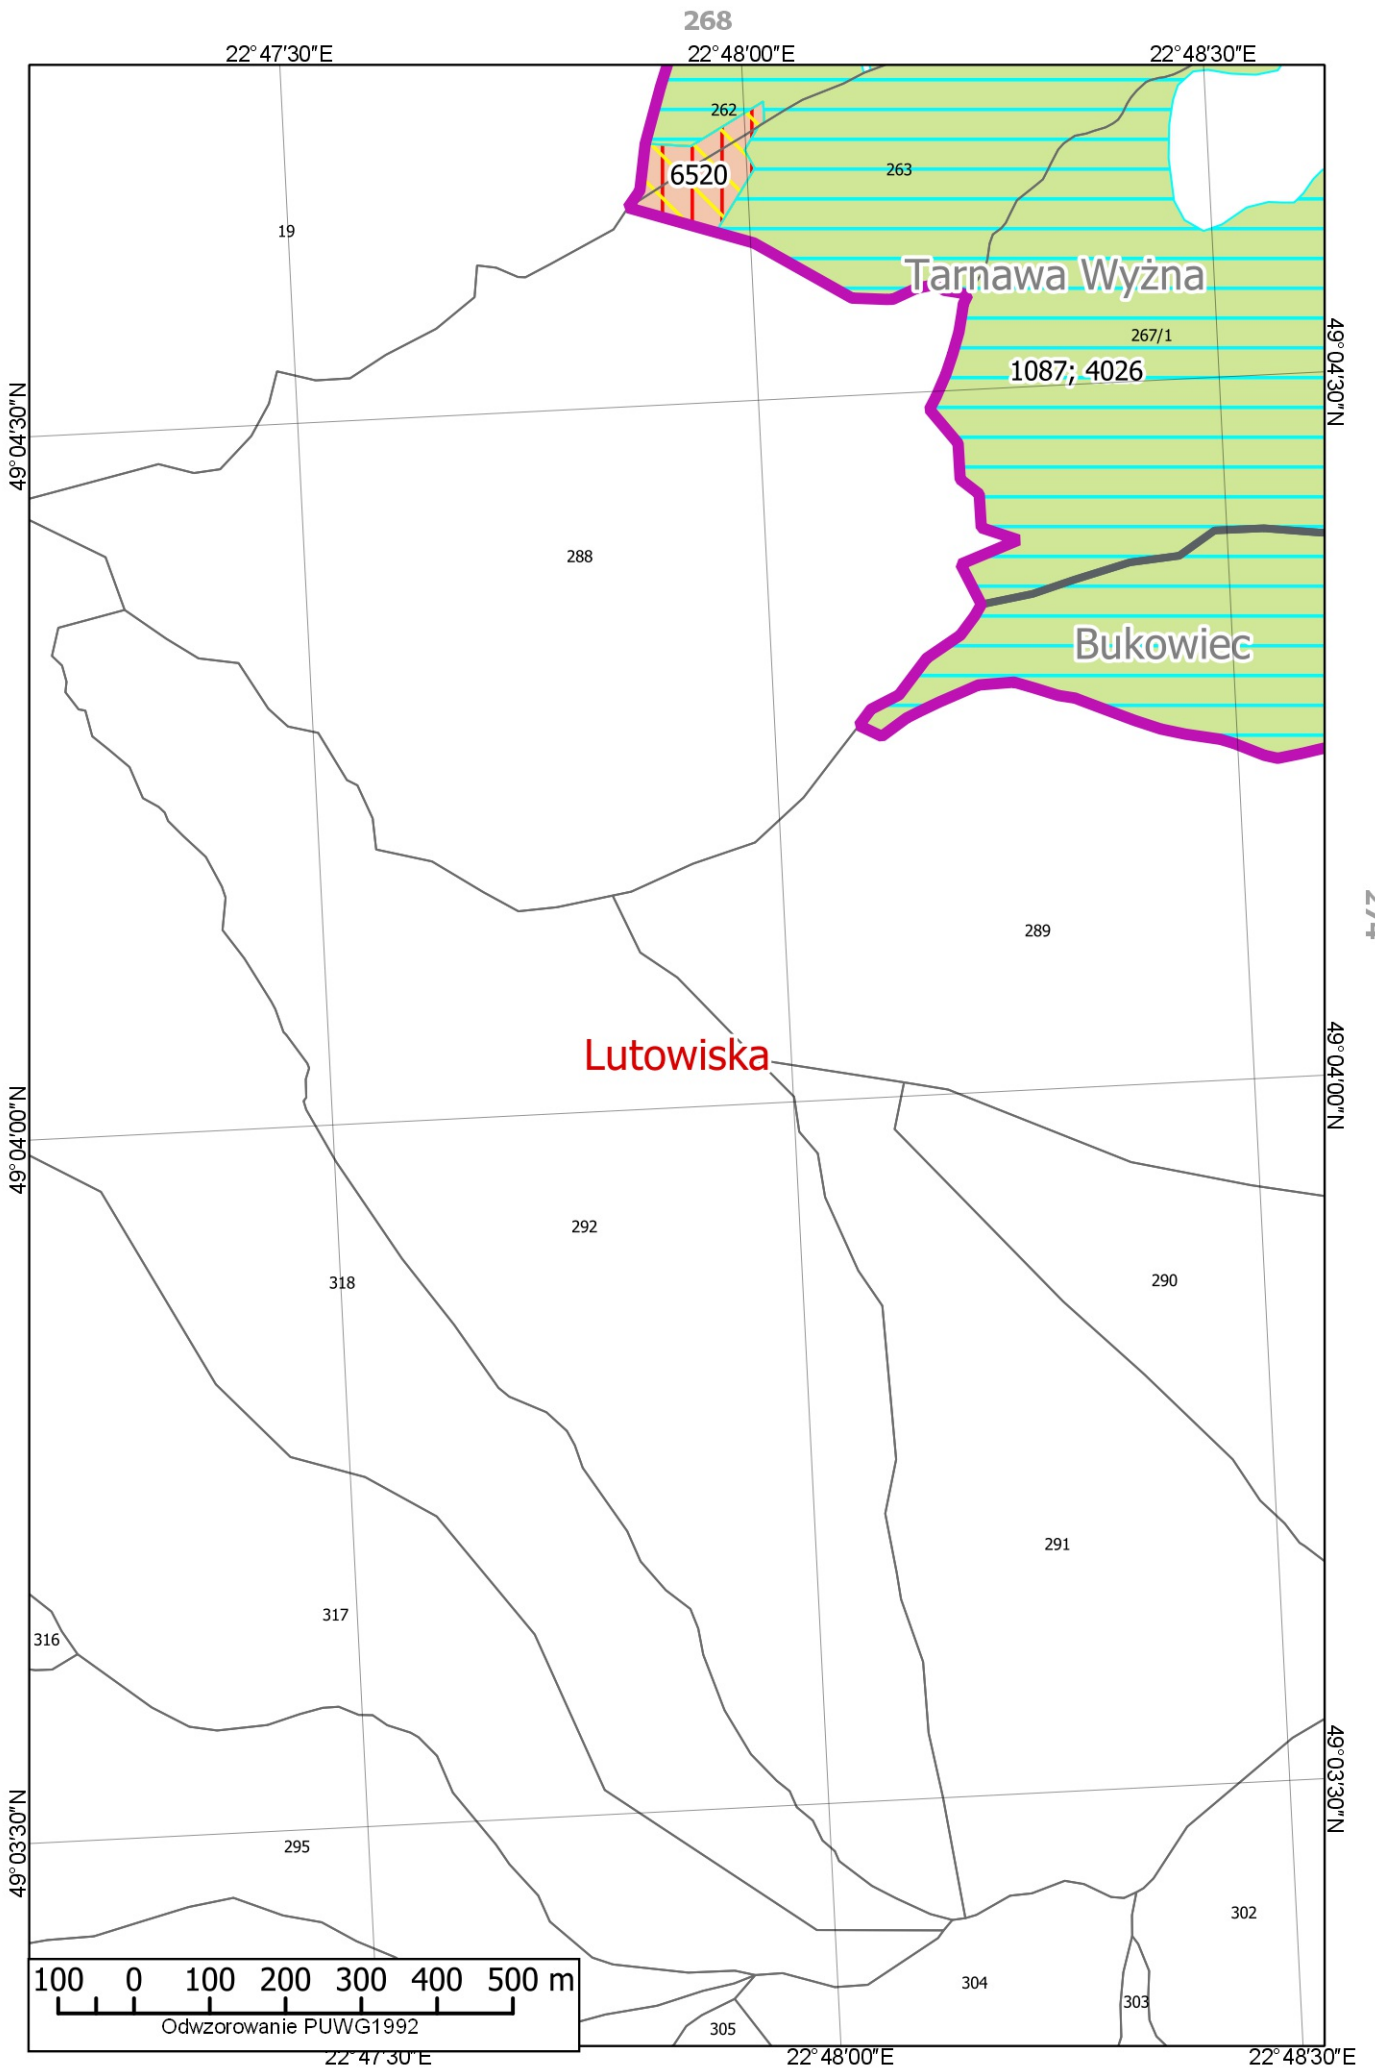 268
22°47'30"E
22°48'00"E
22°48'30"E
262
6520
263
19
Tarnawa Wyżna
267/1
1087; 4026
49°04'30"N
49°04'30"N
288
Bukowiec
274
289
Lutowiska
49°04'00"N
49°04'00"N
292
318
290
291
317
316
49°03'30"N
49°03'30"N
295
302
304
303
305
100 0 100 200 300 400 500 m
Odwzorowanie PUWG1992
22°47'30"E
22°48'00"E
22°48'30"E